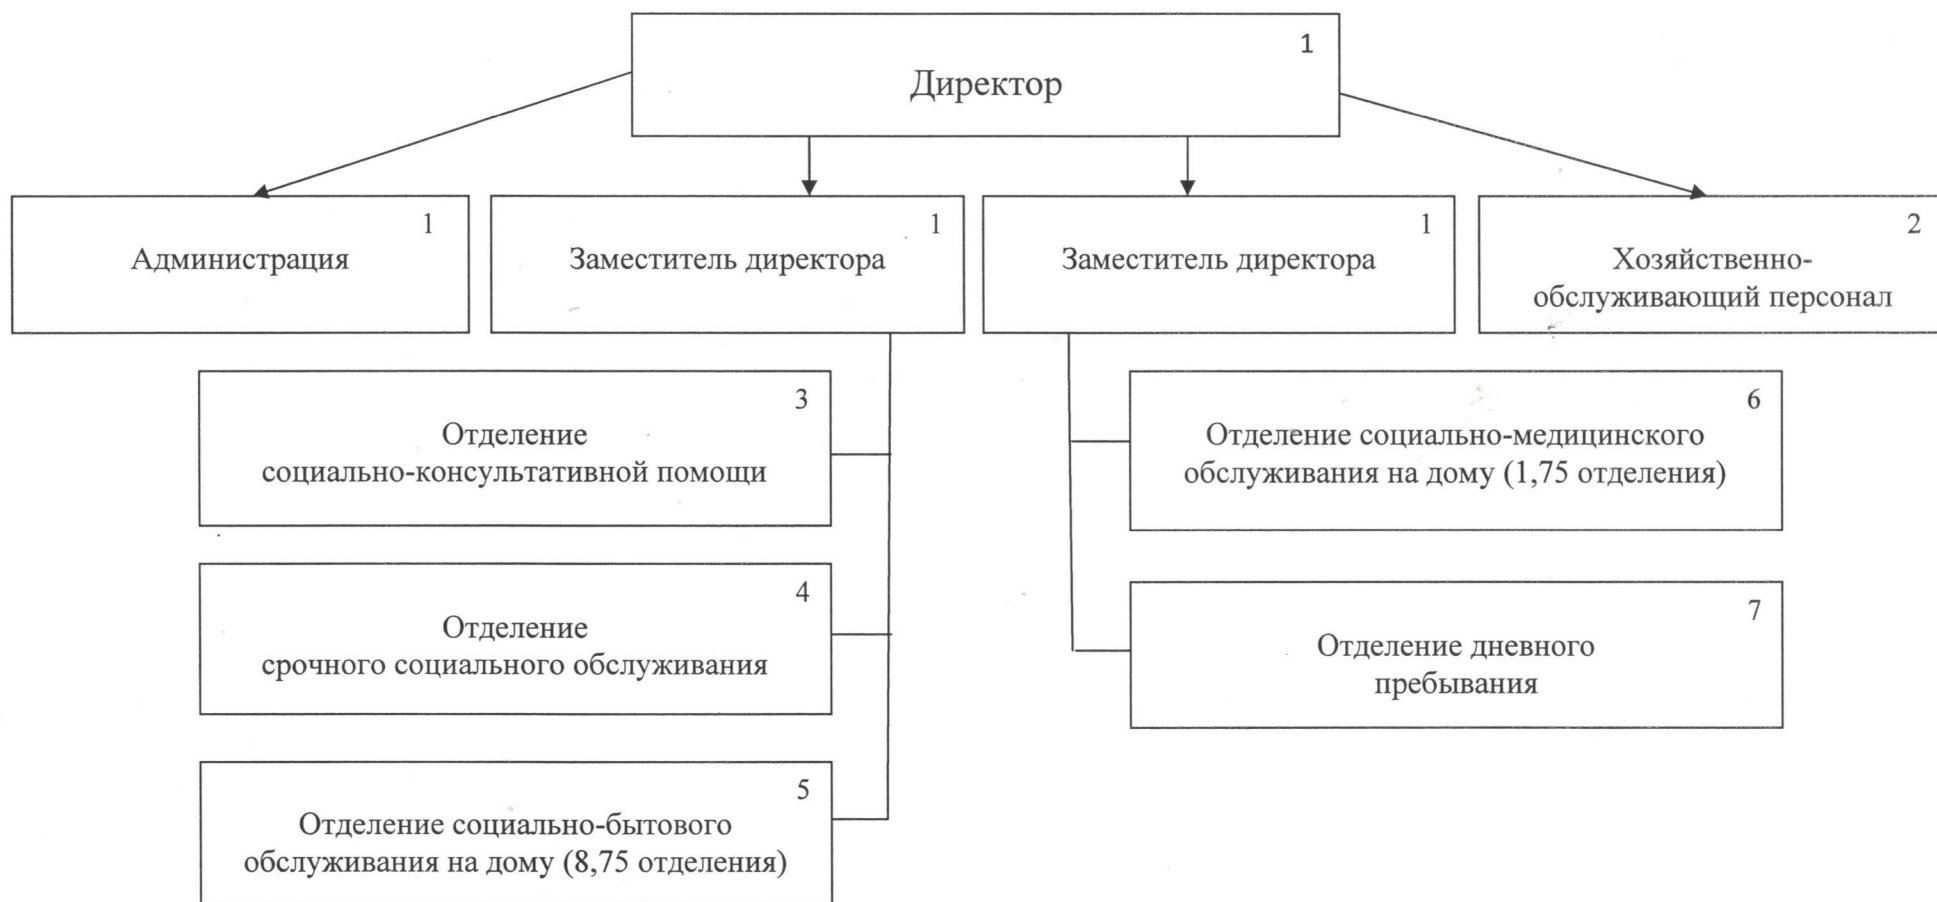 1
Директор
1
Администрация
1
Заместитель директора
1
Заместитель директора
2
Хозяйственно-
обслуживающий персонал
3
Отделение
социально-консультативной помощи
4
Отделение
срочного социального обслуживания
5
Отделение социально-бытового
обслуживания на дому (8,75 отделения)
6
Отделение социально-медицинского
обслуживания на дому (1,75 отделения)
7
Отделение дневного
пребывания